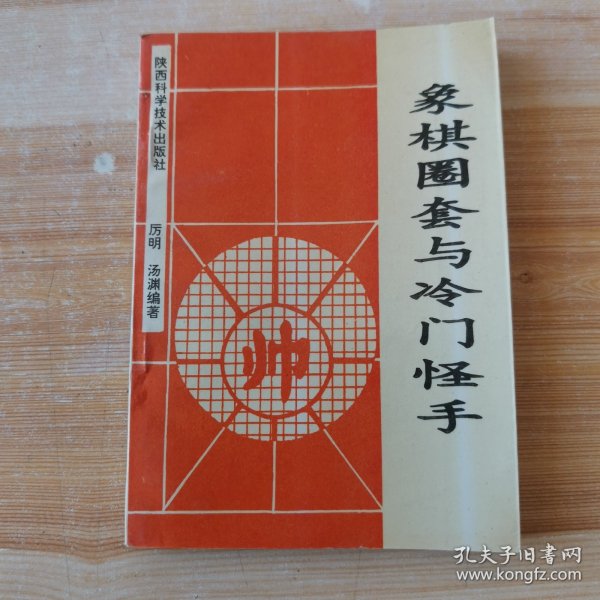 象棋圈套与冷门怪手
陕西科学技术出版社
厉明 汤渊编著
帅
孔夫子旧书网
www.kongfz.com